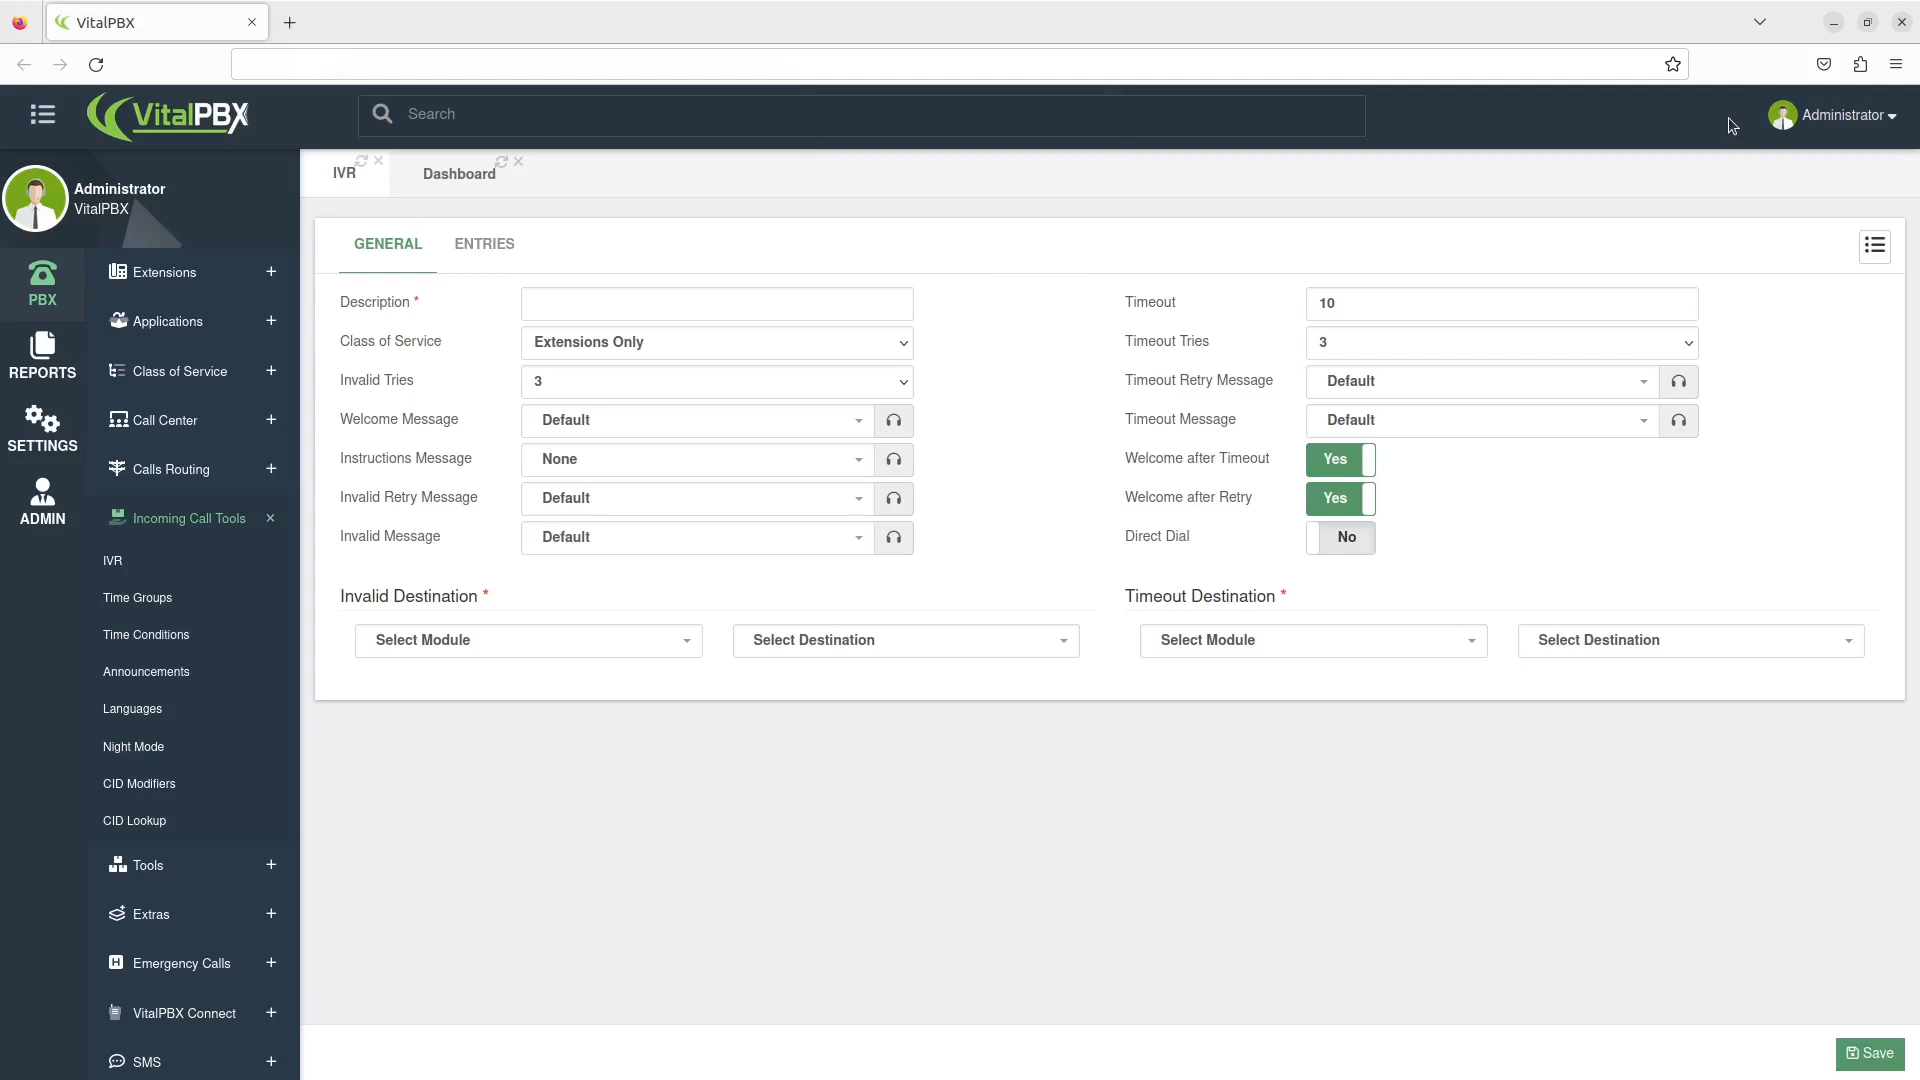 VitalPBX
VitalPBX
Search
Administrator
Administrator
VitalPBX
PBX
REPORTS
SETTINGS
ADMIN
Extensions
Applications
Class of Service
Call Center
Calls Routing
Incoming Call Tools
IVR
Time Groups
Time Conditions
Announcements
Languages
Night Mode
CID Modifiers
CID Lookup
Tools
Extras
Emergency Calls
VitalPBX Connect
SMS
IVR
Dashboard
GENERAL ENTRIES
Description *
Class of Service Extensions Only
Invalid Tries 3
Welcome Message Default
Instructions Message None
Invalid Retry Message Default
Invalid Message Default
Timeout 10
Timeout Tries 3
Timeout Retry Message Default
Timeout Message Default
Welcome after Timeout Yes
Welcome after Retry Yes
Direct Dial No
Invalid Destination *
Select Module Select Destination
Timeout Destination *
Select Module Select Destination
Save